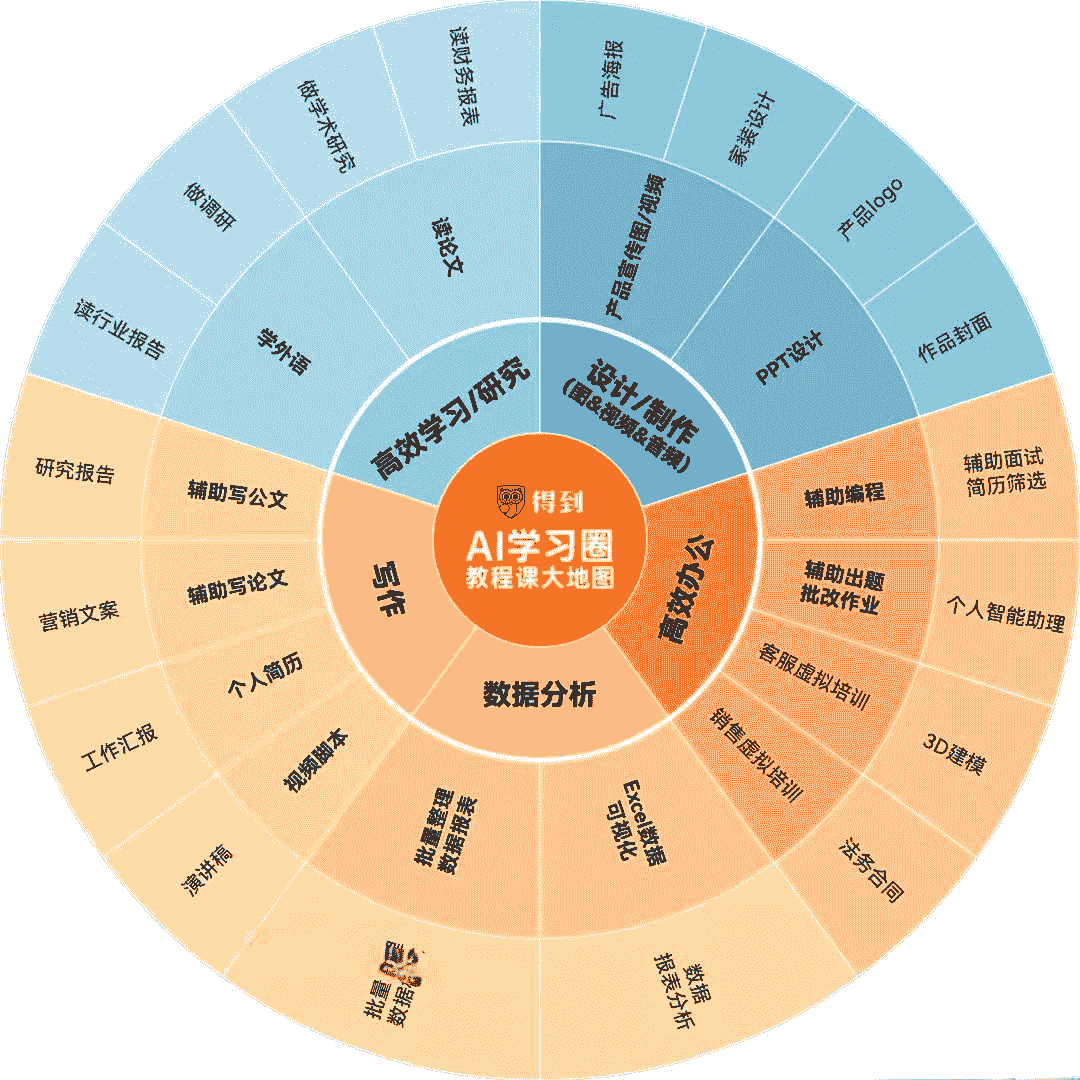 得到
AI学习圈
教程课大地图
高效学习/研究
设计/制作
(图&视频&音频)
高效办公
数据分析
写作
读论文
学外语
产品宣传图/视频
PPT设计
辅助编程
辅助出题
批改作业
客服虚拟培训
销售虚拟培训
Excel数据
可视化
批量整理
数据报表
视频脚本
个人简历
辅助写论文
辅助写公文
读财务报表
做学术研究
做调研
读行业报告
广告海报
家装设计
产品logo
作品封面
辅助面试
简历筛选
个人智能助理
3D建模
法务合同
数据
报表分析
批量
数据
演讲稿
工作汇报
营销文案
研究报告